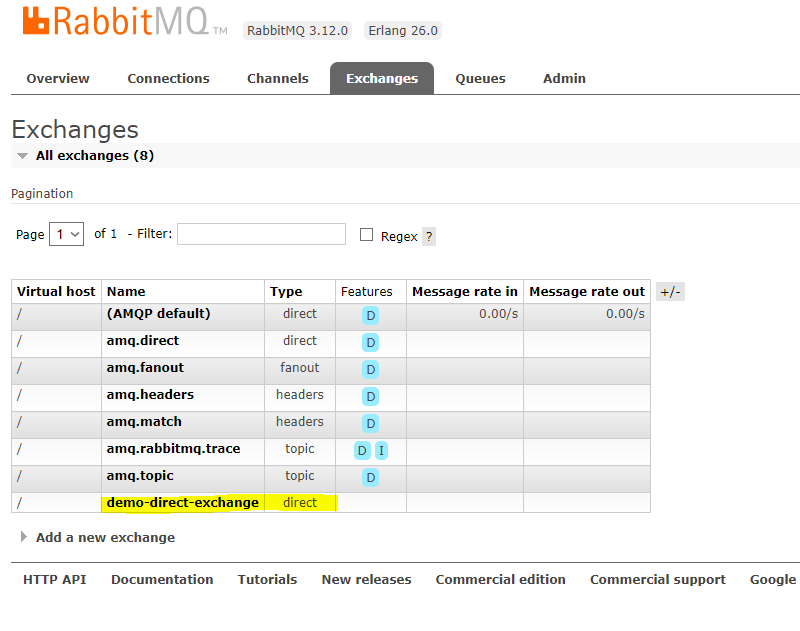 RabbitMQ TM RabbitMQ 3.12.0 Erlang 26.0
Overview Connections Channels Exchanges Queues Admin
Exchanges
All exchanges (8)
Pagination
Page 1 of 1 - Filter: Regex ?
Virtual host Name Type Features Message rate in Message rate out +/-
/ (AMQP default) direct D 0.00/s 0.00/s
/ amq.direct direct D
/ amq.fanout fanout D
/ amq.headers headers D
/ amq.match headers D
/ amq.rabbitmq.trace topic D I
/ amq.topic topic D
/ demo-direct-exchange direct
Add a new exchange
HTTP API Documentation Tutorials New releases Commercial edition Commercial support Google